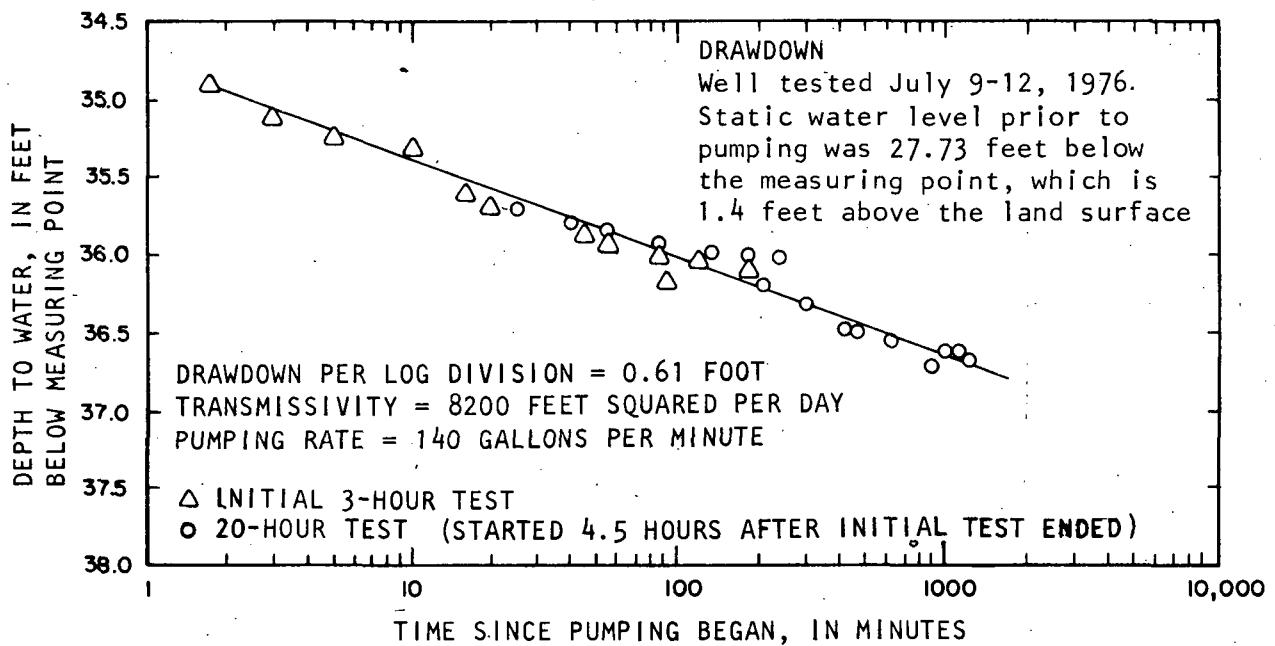 34.5
35.0
35.5
36.0
36.5
37.0
37.5
38.0
DEPTH TO WATER, IN FEET
BELOW MEASURING POINT
DRAWDOWN
Well tested July 9-12, 1976.
Static water level prior to
pumping was 27.73 feet below
the measuring point, which is
1.4 feet above the land surface
DRAWDOWN PER LOG DIVISION = 0.61 FOOT
TRANSMISSIVITY = 8200 FEET SQUARED PER DAY
PUMPING RATE = 140 GALLONS PER MINUTE
△ INITIAL 3-HOUR TEST
○ 20-HOUR TEST (STARTED 4.5 HOURS AFTER INITIAL TEST ENDED)
1 10 100 1000 10,000
TIME SINCE PUMPING BEGAN, IN MINUTES